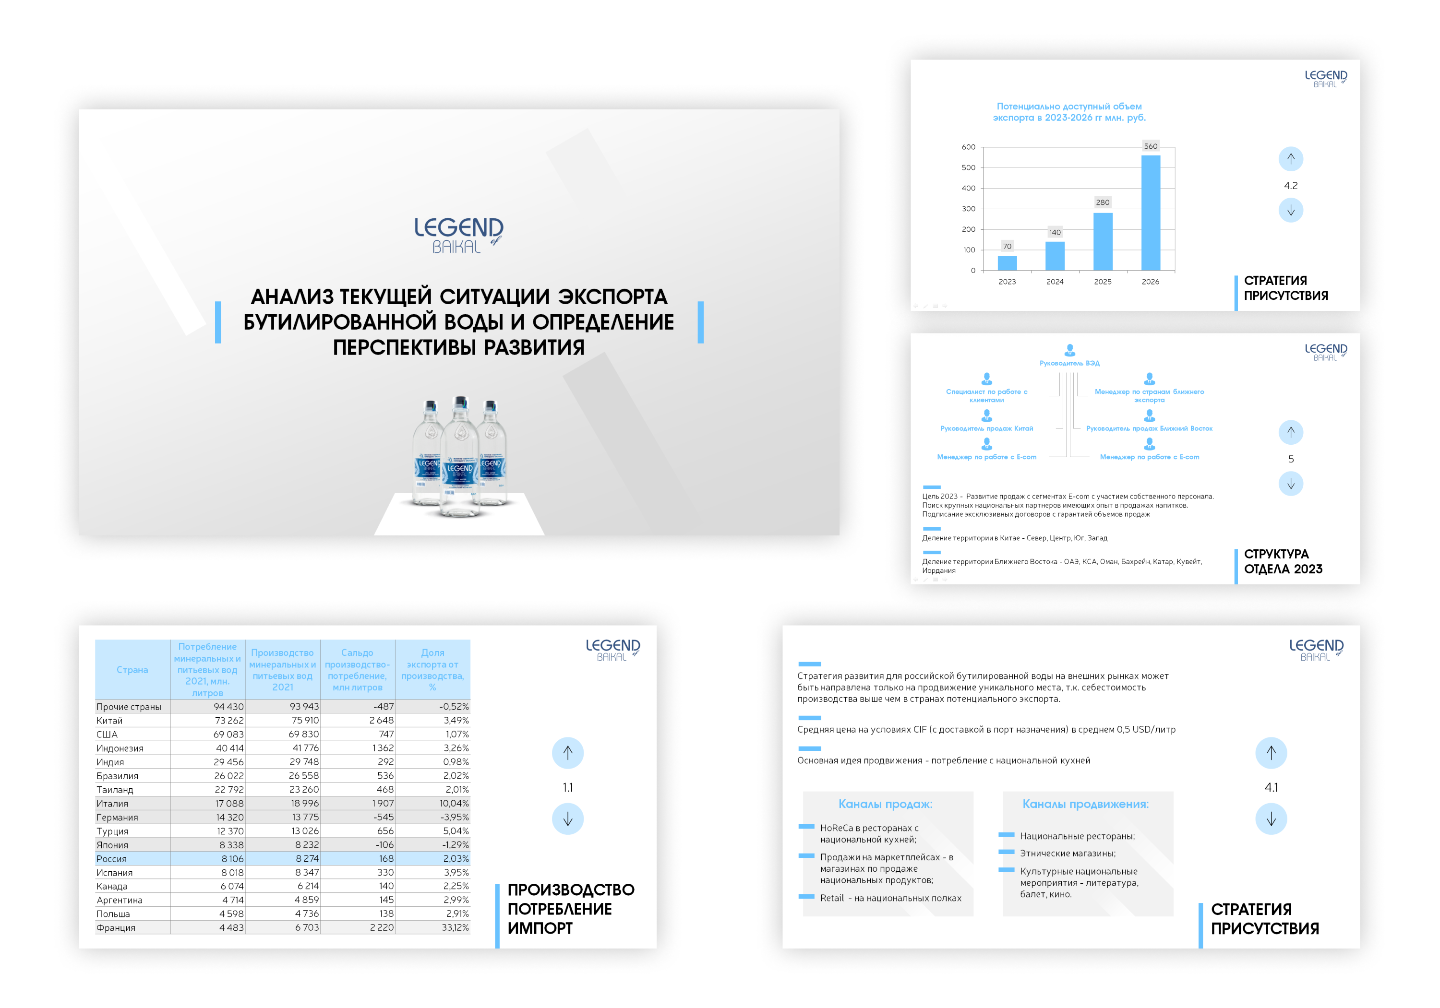 LEGEND
of
BAIKAL
АНАЛИЗ ТЕКУЩЕЙ СИТУАЦИИ ЭКСПОРТА
БУТИЛИРОВАННОЙ ВОДЫ И ОПРЕДЕЛЕНИЕ
ПЕРСПЕКТИВЫ РАЗВИТИЯ
LEGEND
LEGEND
LEGEND
LEGEND
BAIKAL
Потенциально доступный объем
экспорта в 2023-2026 гг млн. руб.
600
500
400
300
200
100
0
70
140
280
560
2023
2024
2025
2026
4.2
СТРАТЕГИЯ
ПРИСУТСТВИЯ
LEGEND
BAIKAL
Руководитель ВЭД
Специалист по работе с
клиентами
Менеджер по странам ближнего
экспорта
Руководитель продаж Китай
Руководитель продаж Ближний Восток
Менеджер по работе с E-com
Менеджер по работе с E-com
5
Цель 2023 - Развитие продаж с сегментах E-com с участием собственного персонала.
Поиск крупных национальных партнеров имеющих опыт в продажах напитков.
Подписание эксклюзивных договоров с гарантией объемов продаж
Деление территории в Китае - Север, Центр, Юг, Запад
Деление территории Ближнего Востока - ОАЭ, КСА, Оман, Бахрейн, Катар, Кувейт,
Иордания
СТРУКТУРА
ОТДЕЛА 2023
LEGEND
BAIKAL
Страна
Потребление
минеральных и
питьевых вод
2021, млн.
литров
Производство
минеральных и
питьевых вод
2021
Сальдо
производство-
потребление,
млн литров
Доля
экспорта от
производства,
%
Прочие страны 94 430 93 943 -487 -0,52%
Китай 73 262 75 910 2 648 3,49%
США 69 083 69 830 747 1,07%
Индонезия 40 414 41 776 1 362 3,26%
Индия 29 456 29 748 292 0,98%
Бразилия 26 022 26 558 536 2,02%
Таиланд 22 792 23 260 468 2,01%
Италия 17 088 18 996 1 907 10,04%
Германия 14 320 13 775 -545 -3,95%
Турция 12 370 13 026 656 5,04%
Япония 8 338 8 232 -106 -1,29%
Россия 8 106 8 274 168 2,03%
Испания 8 018 8 347 330 3,95%
Канада 6 074 6 214 140 2,25%
Аргентина 4 714 4 859 145 2,99%
Польша 4 598 4 736 138 2,91%
Франция 4 483 6 703 2 220 33,12%
1.1
ПРОИЗВОДСТВО
ПОТРЕБЛЕНИЕ
ИМПОРТ
LEGEND
BAIKAL
Стратегия развития для российской бутилированной воды на внешних рынках может
быть направлена только на продвижение уникального места, т.к. себестоимость
производства выше чем в странах потенциального экспорта.
Средняя цена на условиях CIF (с доставкой в порт назначения) в среднем 0,5 USD/литр
Основная идея продвижения - потребление с национальной кухней
Каналы продаж:
HoReCa в ресторанах с
национальной кухней;
Продажи на маркетплейсах - в
магазинах по продаже
национальных продуктов;
Retail - на национальных полках
Каналы продвижения:
Национальные рестораны;
Этнические магазины;
Культурные национальные
мероприятия - литература,
балет, кино.
4.1
СТРАТЕГИЯ
ПРИСУТСТВИЯ